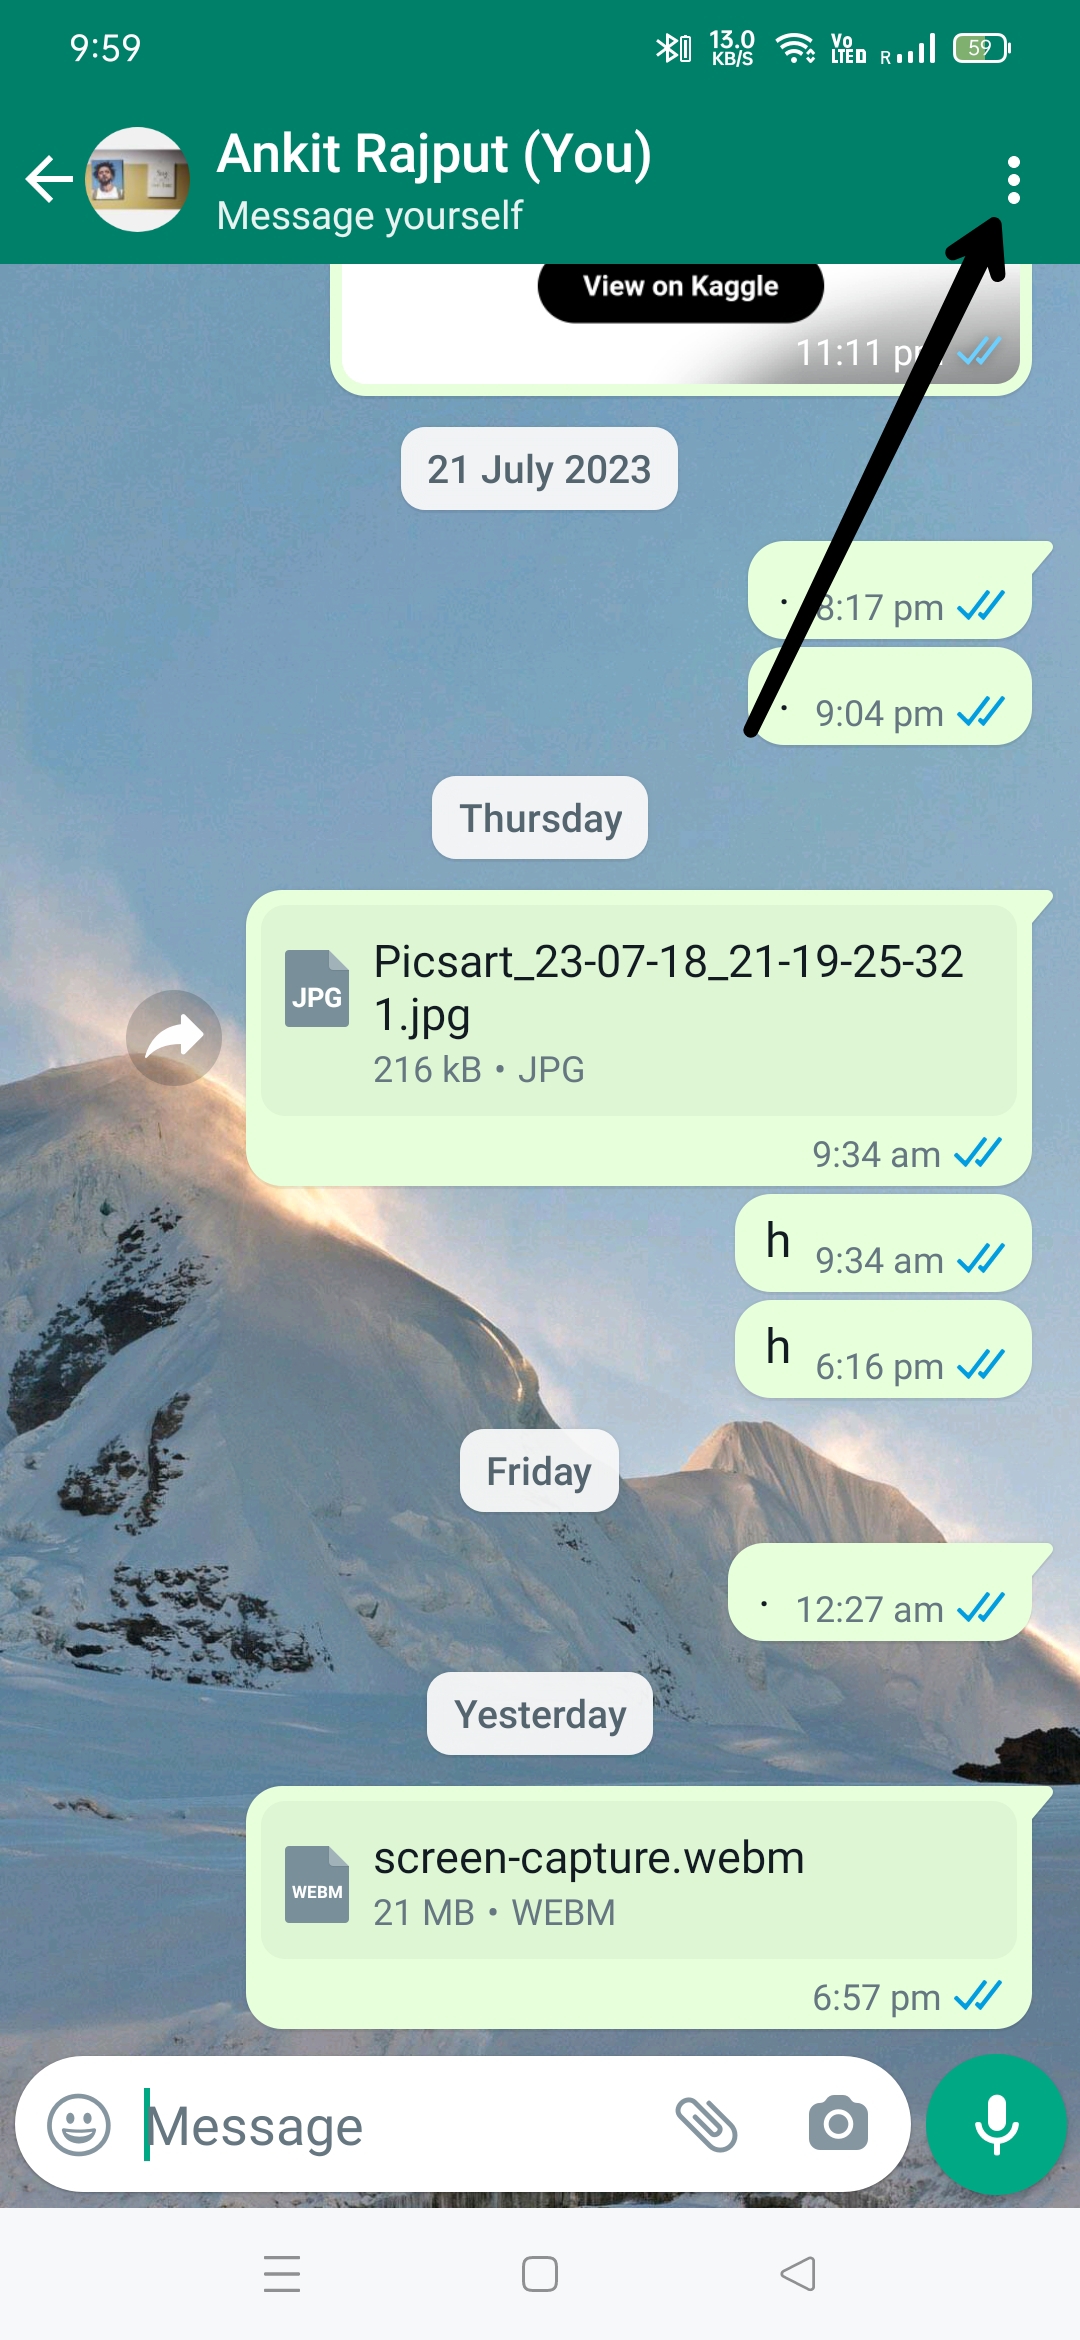 9:59
13.0
KB/S
Vo
LTED
R
59
Ankit Rajput (You)
Message yourself
View on Kaggle
11:11
21 July 2023
. 8:17 pm
. 9:04 pm
Thursday
JPG
Picsart_23-07-18_21-19-25-32
1.jpg
216 kB • JPG
9:34 am
h 9:34 am
h 6:16 pm
Friday
. 12:27 am
Yesterday
WEBM
screen-capture.webm
21 MB • WEBM
6:57 pm
Message